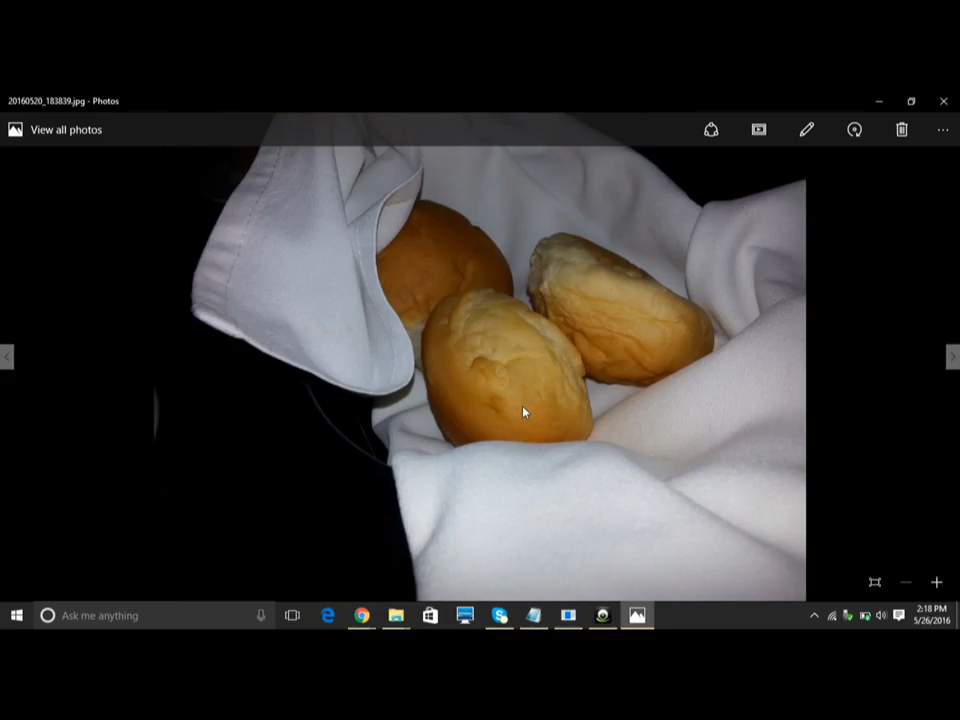 20160520_183839.jpg - Photos
View all photos
Ask me anything
2:18 PM
5/26/2016